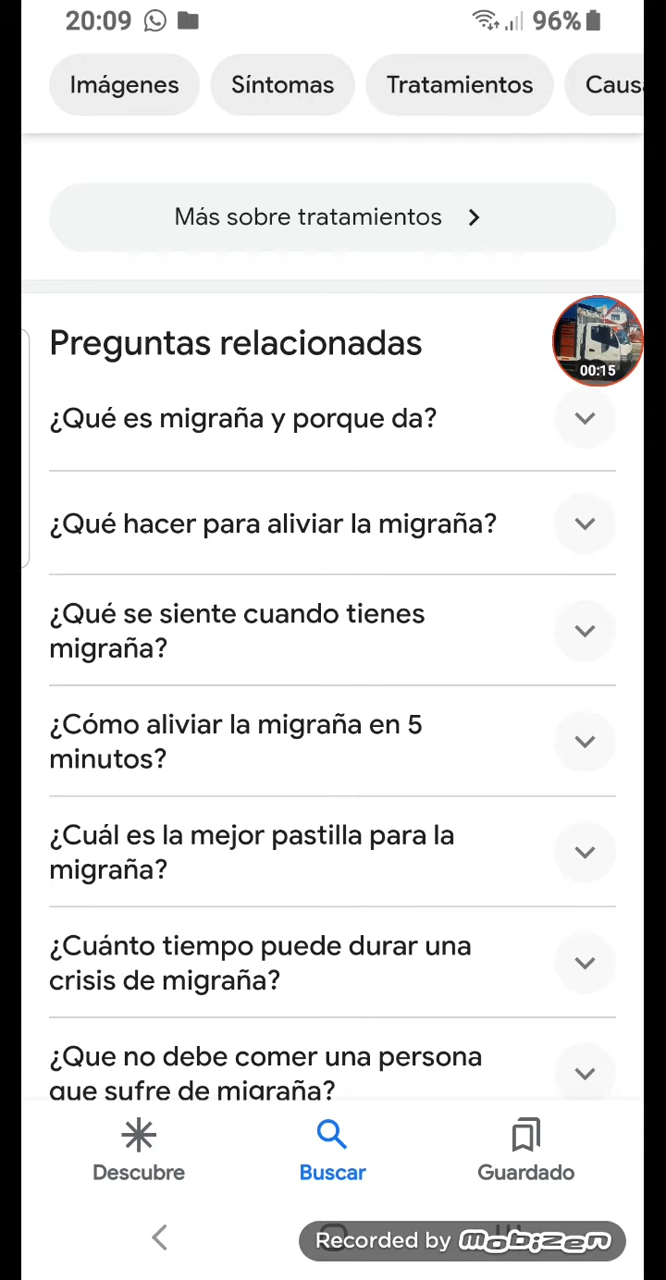 20:09 96%
Imágenes Síntomas Tratamientos Caus
Más sobre tratamientos
Preguntas relacionadas
00:15
¿Qué es migraña y porque da?
¿Qué hacer para aliviar la migraña?
¿Qué se siente cuando tienes
migraña?
¿Cómo aliviar la migraña en 5
minutos?
¿Cuál es la mejor pastilla para la
migraña?
¿Cuánto tiempo puede durar una
crisis de migraña?
¿Que no debe comer una persona
que sufre de migraña?
Descubre Buscar Guardado
Recorded by mobizen